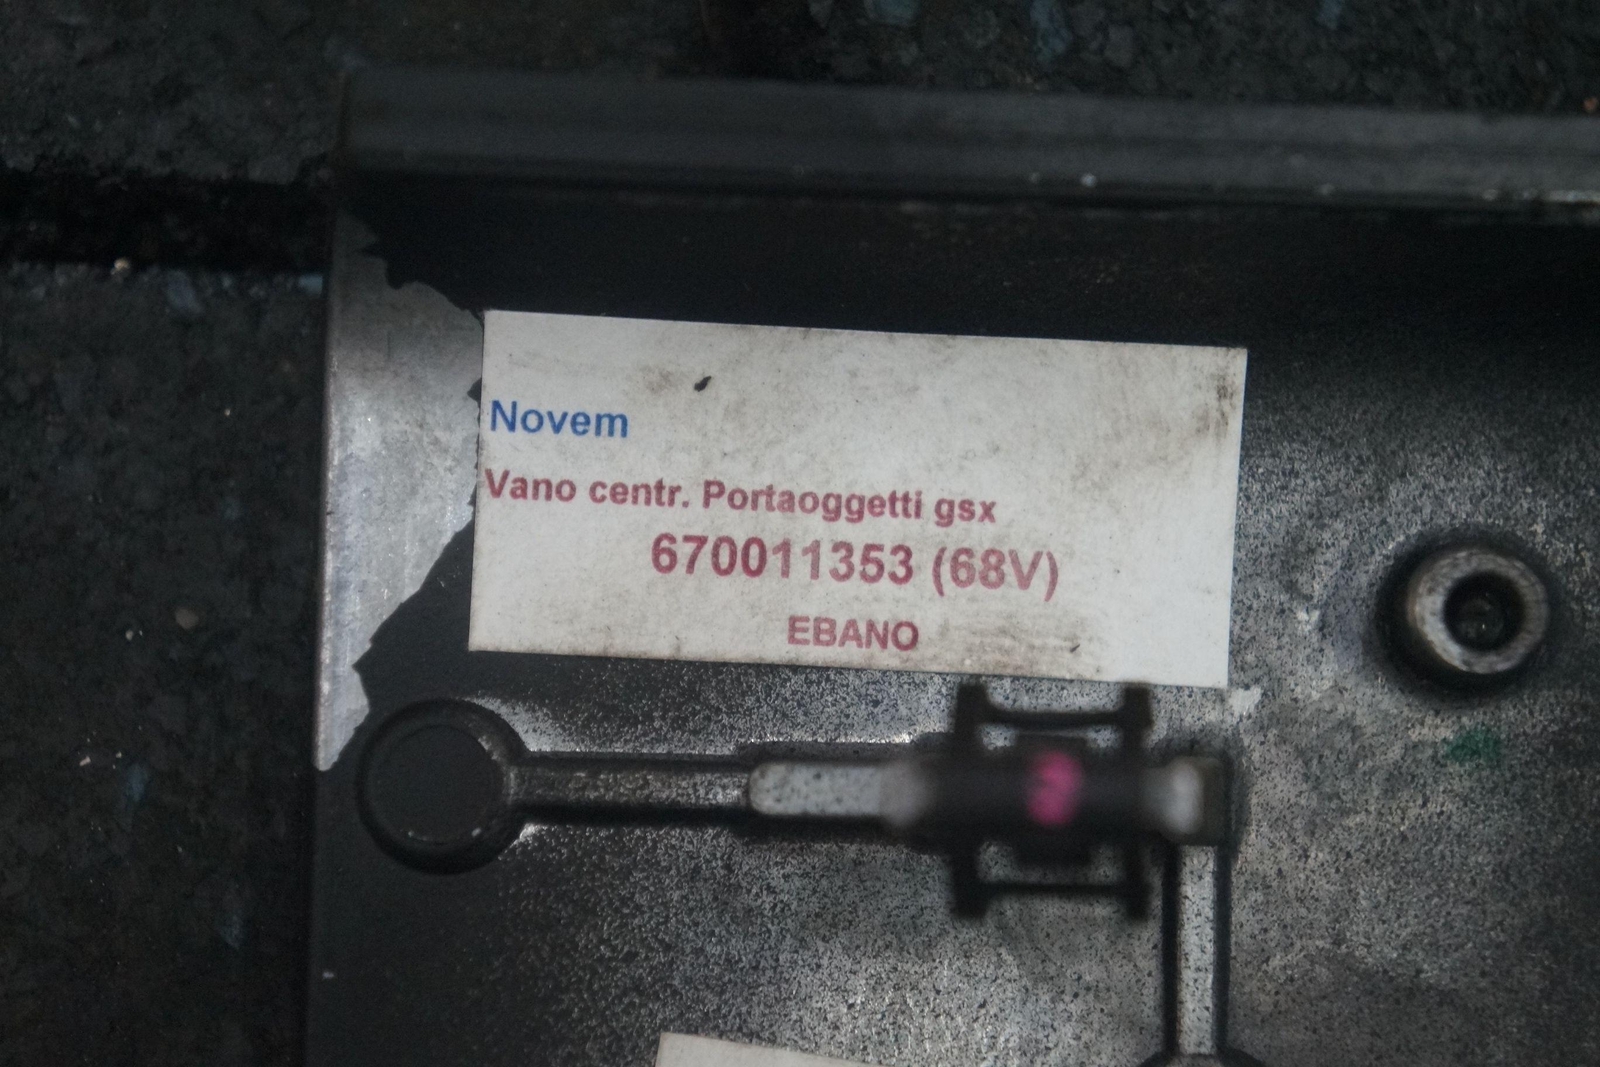 Novem
Vano centr. Portaoggetti gsx
670011353 (68V)
EBANO